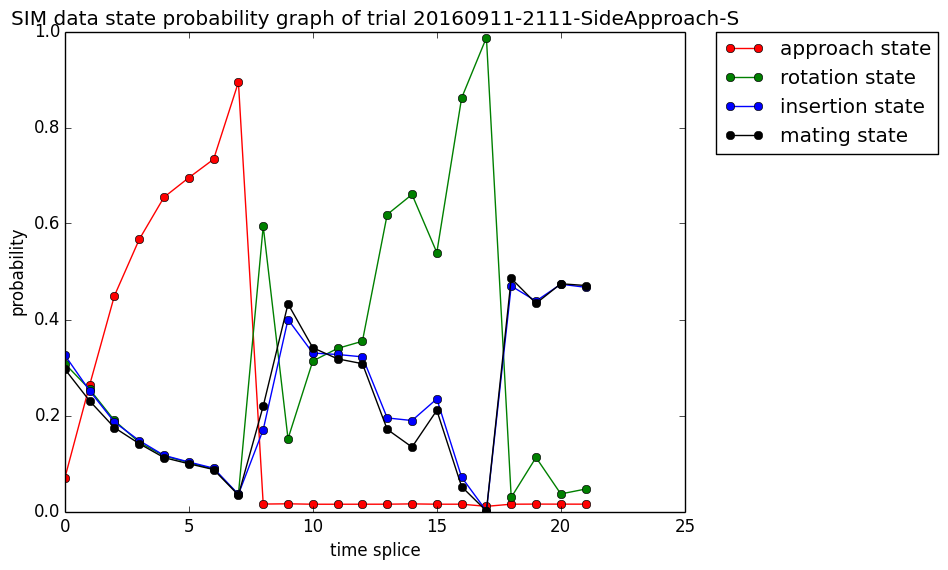 SIM data state probability graph of trial 20160911-2111-SideApproach-S
1.0
0.8
0.6
0.4
0.2
0.0
probability
0 5 10 15 20 25
time splice
approach state
rotation state
insertion state
mating state